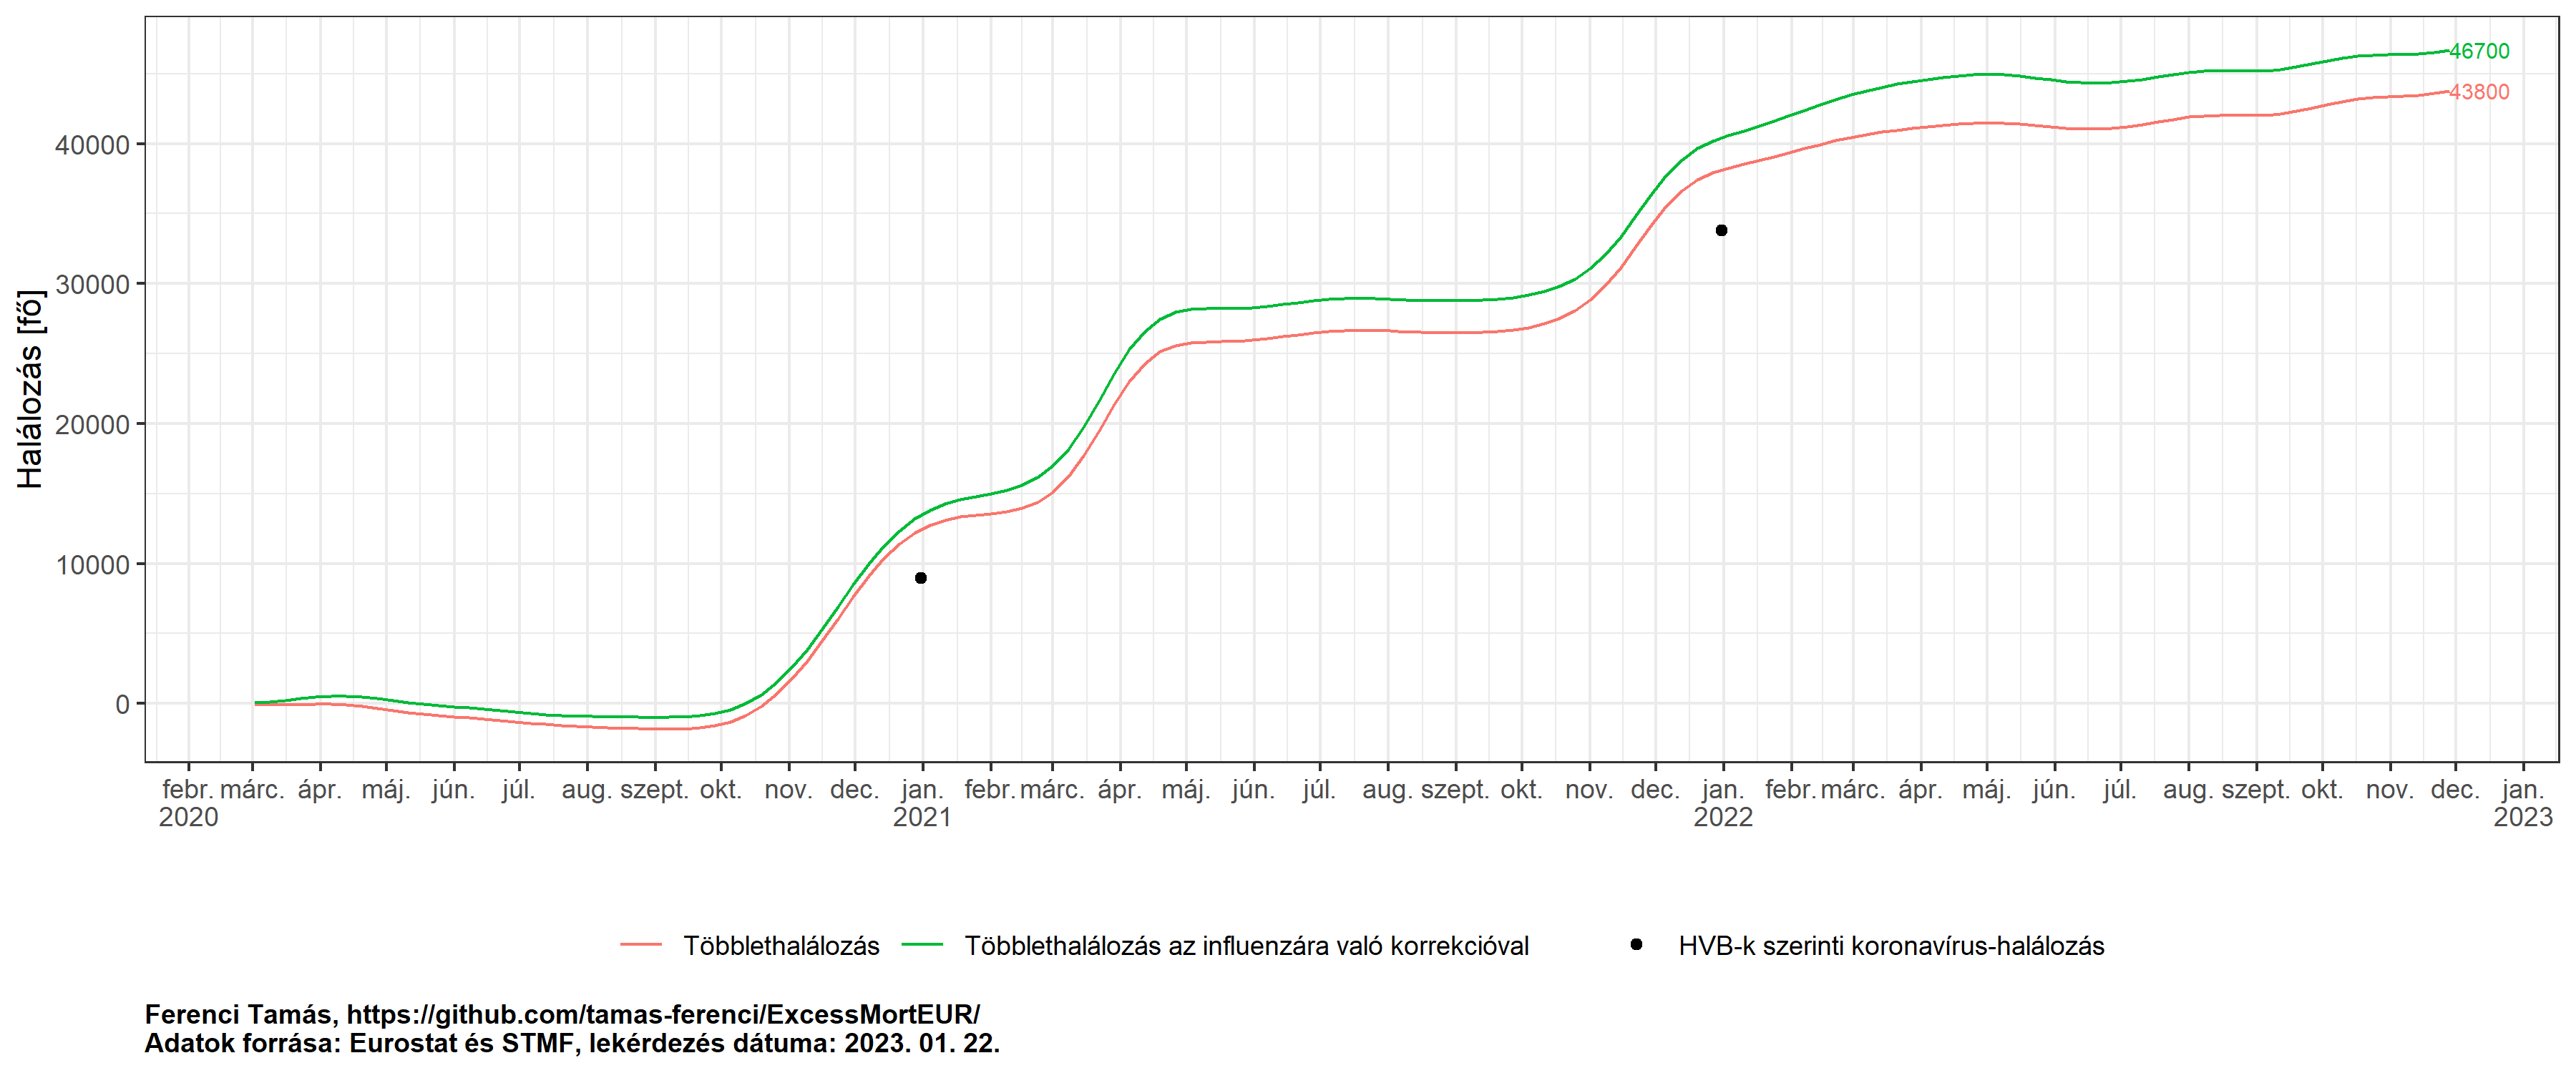 46700
43800
40000
30000
20000
10000
0
Halálozás [fő]
febr. márc. ápr. máj. jún. júl. aug. szept. okt. nov. dec. jan. febr. márc. ápr. máj. jún. júl. aug. szept. okt. nov. dec. jan. febr. márc. ápr. máj. jún. júl. aug. szept. okt. nov. dec. jan.
2020 2021 2022 2023
Többlethalálozás Többlethalálozás az influenzára való korrekcióval HVB-k szerinti koronavírus-halálozás
Ferenci Tamás, https://github.com/tamas-ferenci/ExcessMortEUR/
Adatok forrása: Eurostat és STMF, lekérdezés dátuma: 2023. 01. 22.